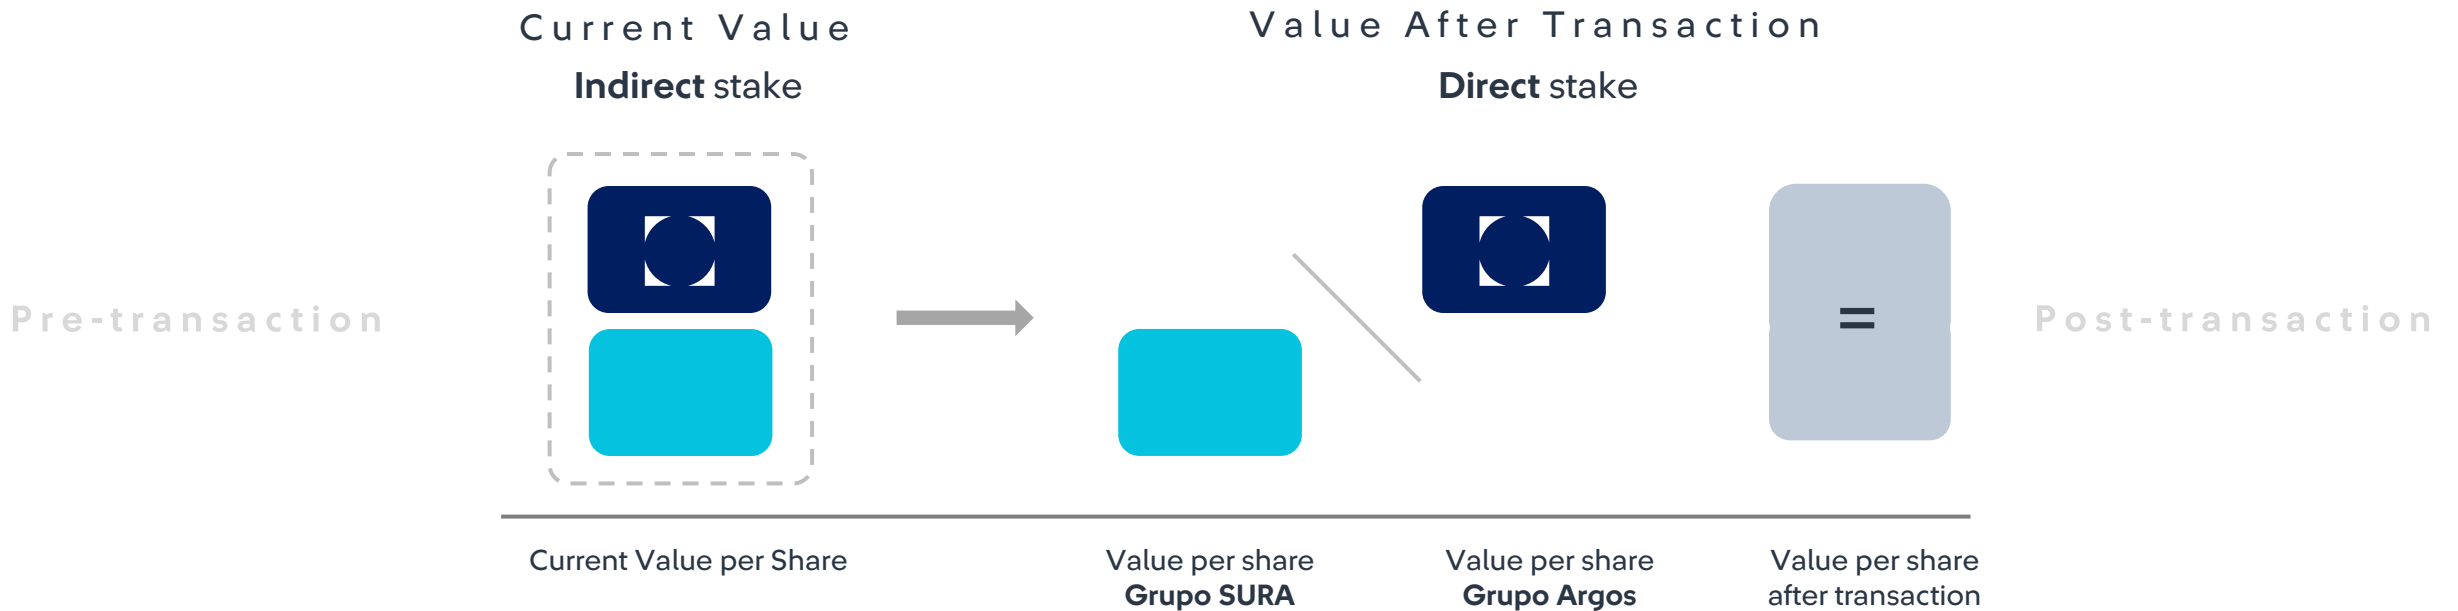 Current Value
Indirect stake
Value After Transaction
Direct stake
Pre-transaction
=
Post-transaction
Current Value per Share
Value per share
Grupo SURA
Value per share
Grupo Argos
Value per share
after transaction